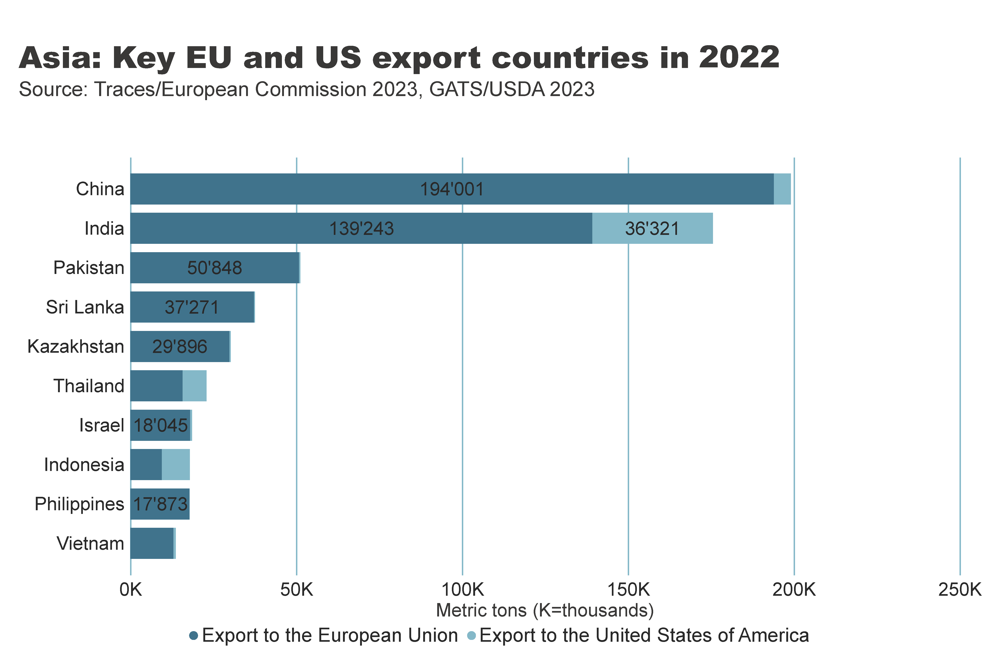 Asia: Key EU and US export countries in 2022
Source: Traces/European Commission 2023, GATS/USDA 2023
China 194'001
India 139'243 36'321
Pakistan 50'848
Sri Lanka 37'271
Kazakhstan 29'896
Thailand
Israel 18'045
Indonesia
Philippines 17'873
Vietnam
0K 50K 100K 150K 200K 250K
Metric tons (K=thousands)
Export to the European Union Export to the United States of America